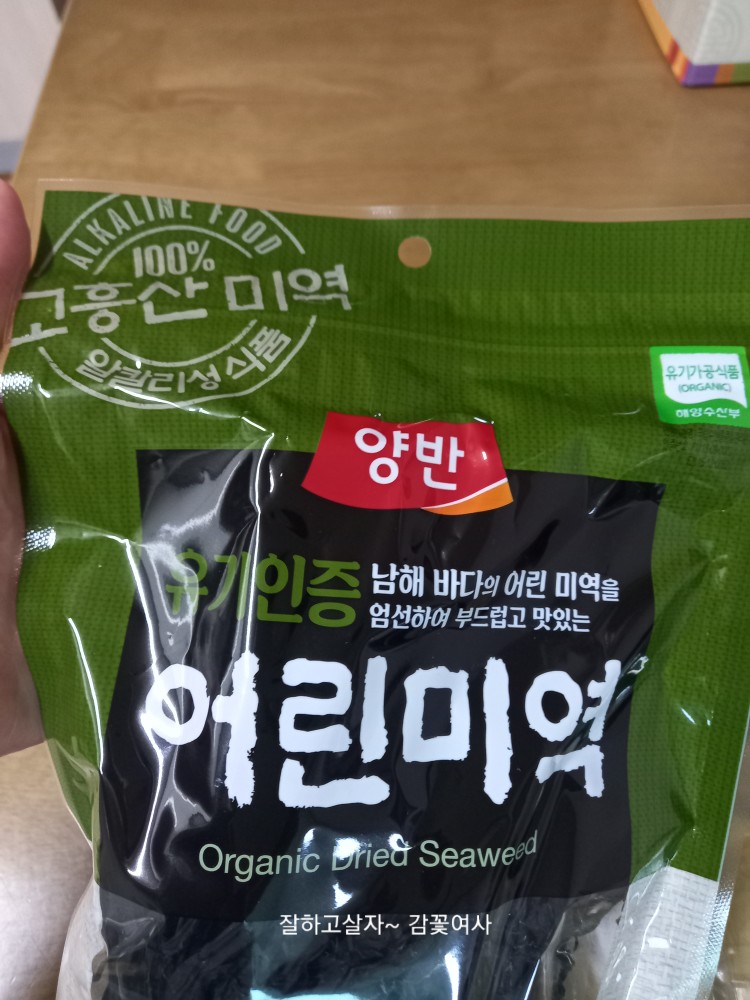 ALKALINE FOOD
100%
고흥산 미역
알칼리성 식품
유기가공식품
(ORGANIC)
해양수산부
양반
유기인증 남해 바다의 어린 미역을
엄선하여 부드럽고 맛있는
어린미역
Organic Dried Seaweed
잘하고살자~ 감꽃여사